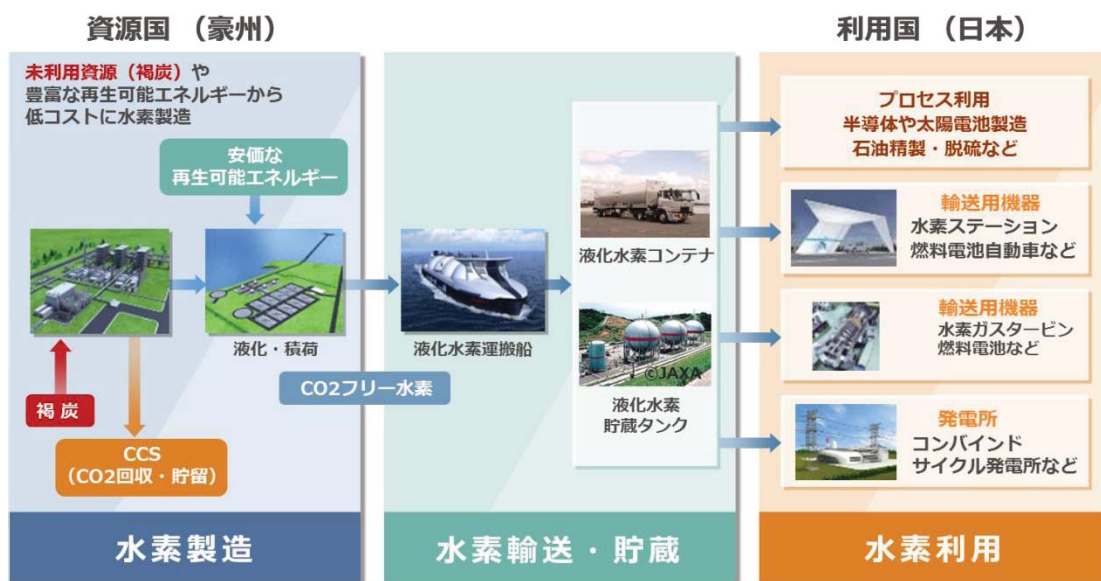 資源国 （豪州）
未利用資源（褐炭）や
豊富な再生可能エネルギーから
低コストに水素製造
安価な
再生可能エネルギー
液化・積荷
褐 炭
CCS
（CO2回収・貯留）
水素製造
CO2フリー水素
液化水素運搬船
液化水素コンテナ
©JAXA
液化水素
貯蔵タンク
水素輸送・貯蔵
利用国 （日本）
プロセス利用
半導体や太陽電池製造
石油精製・脱硫など
輸送用機器
水素ステーション
燃料電池自動車など
輸送用機器
水素ガスタービン
燃料電池など
発電所
コンバインド
サイクル発電所など
水素利用